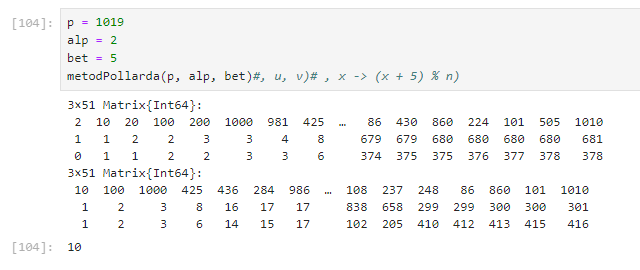 [104]: p = 1019
alp = 2
bet = 5
metodPollarda(p, alp, bet)#, u, v)# , x -> (x + 5) % n)
3×51 Matrix{Int64}:
2 10 20 100 200 1000 981 425 … 86 430 860 224 101 505 1010
1 1 2 2 3 3 4 8 679 679 680 680 680 680 681
0 1 1 2 2 3 3 6 374 375 375 376 377 378 378
3×51 Matrix{Int64}:
10 100 1000 425 436 284 986 … 108 237 248 86 860 101 1010
1 2 3 8 16 17 17 838 658 299 299 300 300 301
1 2 3 6 14 15 17 102 205 410 412 413 415 416
[104]: 10